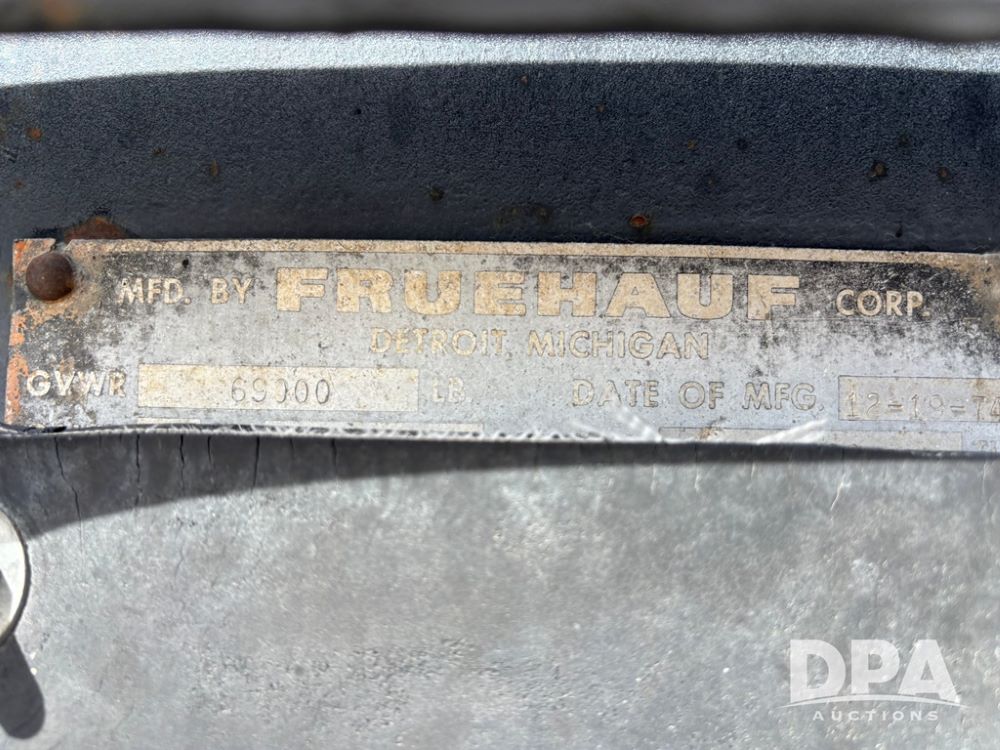 MFD. BY FRUEHAUF CORP.
DETROIT, MICHIGAN
GVWR 69000 LB. DATE OF MFG. 12-19-74
DPA
AUCTIONS